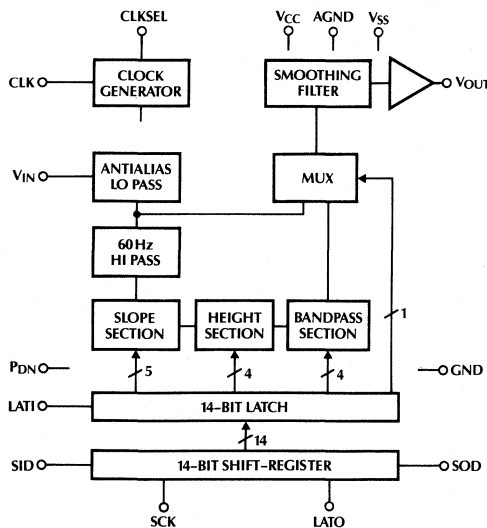 CLKSEL
VCC
AGND
VSS
CLK
CLOCK
GENERATOR
SMOOTHING
FILTER
VOUT
VIN
ANTIALIAS
LO PASS
MUX
60 Hz
HI PASS
SLOPE
SECTION
HEIGHT
SECTION
BANDPASS
SECTION
1
PDN
5
4
4
GND
LATI
14-BIT LATCH
14
SID
14-BIT SHIFT-REGISTER
SOD
SCK
LATO